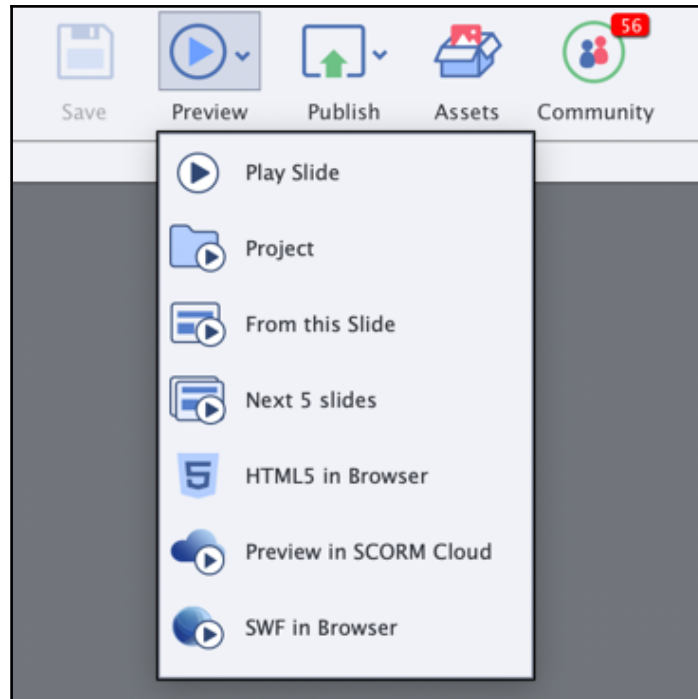 56
Save
Preview
Publish
Assets
Community
Play Slide
Project
From this Slide
Next 5 slides
5
HTML5 in Browser
Preview in SCORM Cloud
SWF in Browser